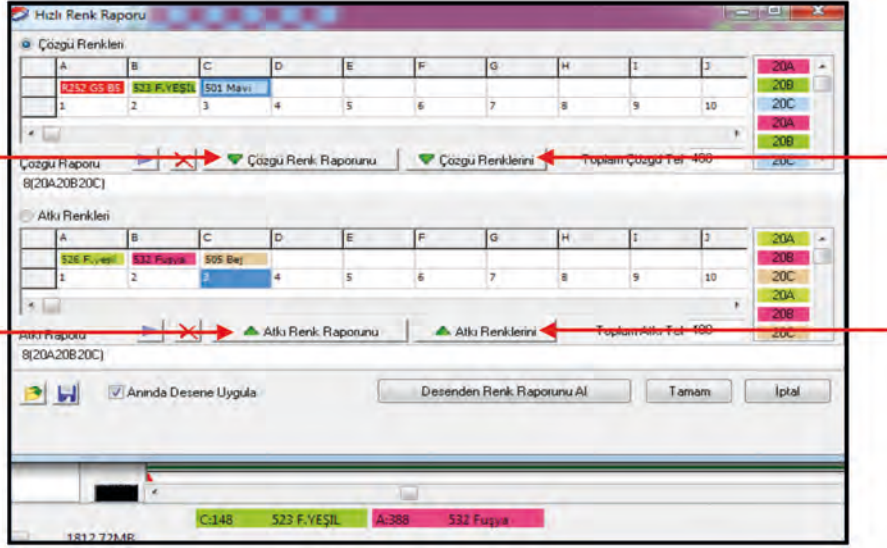 Hızlı Renk Raporu
Çözgü Renkleri
A B C D E F G H I J
R252 G5 B5 523 F.YEŞİL 501 Mavi
1 2 3 4 5 6 7 8 9 10
20A
20B
20C
20A
20B
20C
Çözgü Raporu Çözgü Renk Raporunu Çözgü Renklerini Toplam Çözgü Tel
8(20A20B20C)
Atkı Renkleri
A B C D E F G H I J
526 F.yeşil 532 Fuşya 505 Bej
1 2 3 4 5 6 7 8 9 10
20A
20B
20C
20A
20B
20C
Atkı Raporu Atkı Renk Raporunu Atkı Renklerini Toplam Atkı Tel
8(20A20B20C)
Anında Desene Uygula Desenden Renk Raporunu Al Tamam İptal
C:148 523 F.YEŞİL A:388 532 Fuşya
1812.72MB